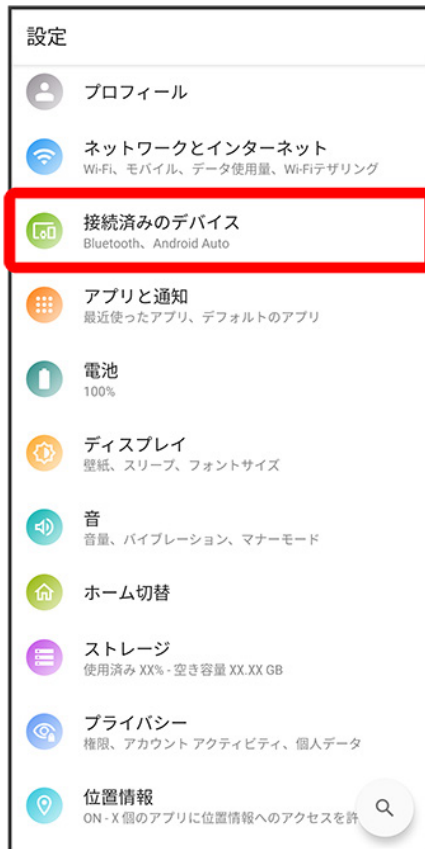 設定
プロフィール
ネットワークとインターネット
Wi-Fi、モバイル、データ使用量、Wi-Fiテザリング
接続済みのデバイス
Bluetooth、Android Auto
アプリと通知
最近使ったアプリ、デフォルトのアプリ
電池
100%
ディスプレイ
壁紙、スリープ、フォントサイズ
音
音量、バイブレーション、マナーモード
ホーム切替
ストレージ
使用済み XX% - 空き容量 XX.XX GB
プライバシー
権限、アカウント アクティビティ、個人データ
位置情報
ON - X 個のアプリに位置情報へのアクセスを許